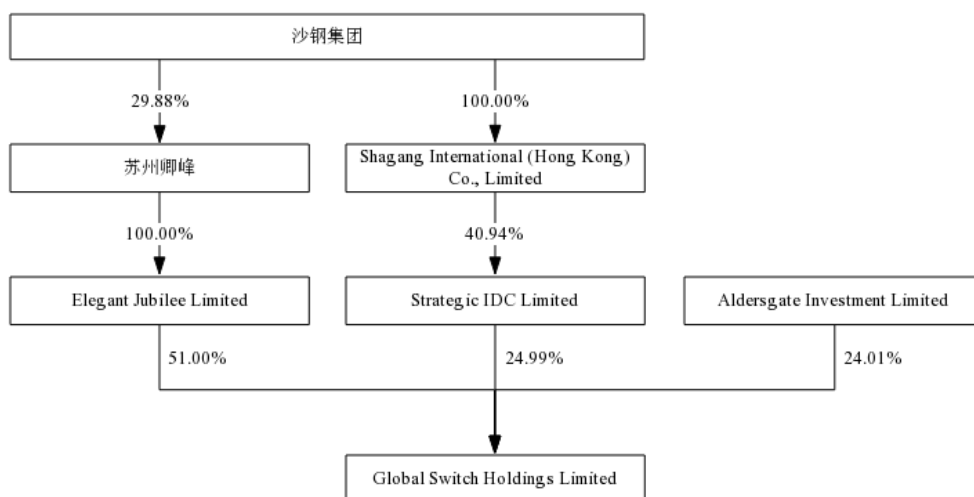 沙钢集团
29.88%
100.00%
苏州卿峰
Shagang International (Hong Kong)
Co., Limited
100.00%
40.94%
Elegant Jubilee Limited
Strategic IDC Limited
Aldersgate Investment Limited
51.00%
24.99%
24.01%
Global Switch Holdings Limited